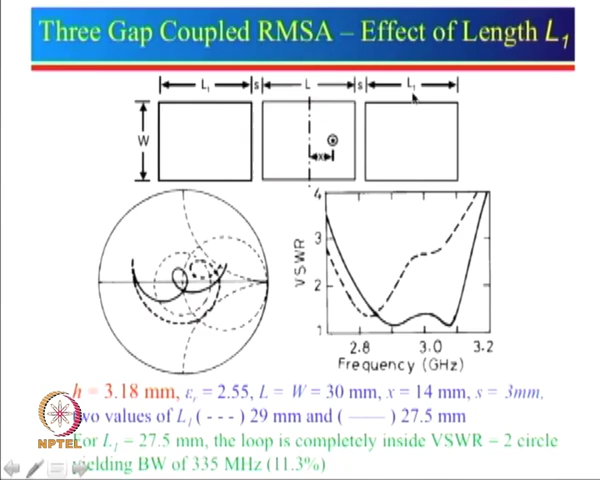 Three Gap Coupled RMSA – Effect of Length L1
L1 s L s L1
W
x
VSWR
4
3
2
1
2.8 3.0 3.2
Frequency (GHz)
h = 3.18 mm, εr = 2.55, L = W = 30 mm, x = 14 mm, s = 3mm,
two values of L1 ( - - - ) 29 mm and ( —— ) 27.5 mm
For L1 = 27.5 mm, the loop is completely inside VSWR = 2 circle
yielding BW of 335 MHz (11.3%)
NPTEL